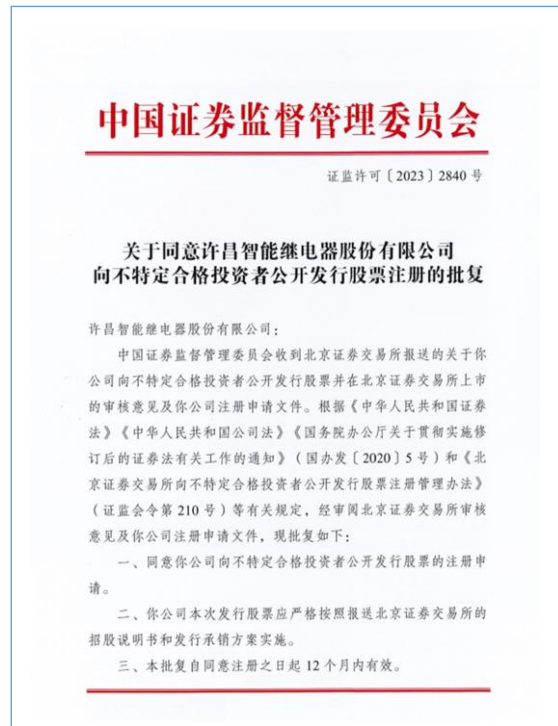 中国证券监督管理委员会
证监许可〔2023〕2840 号
关于同意许昌智能继电器股份有限公司
向不特定合格投资者公开发行股票注册的批复
许昌智能继电器股份有限公司：
中国证券监督管理委员会收到北京证券交易所报送的关于你
公司向不特定合格投资者公开发行股票并在北京证券交易所上市
的审核意见及你公司注册申请文件。根据《中华人民共和国证券
法》《中华人民共和国公司法》《国务院办公厅关于贯彻实施修
订后的证券法有关工作的通知》（国办发〔2020〕5 号）和《北
京证券交易所向不特定合格投资者公开发行股票注册管理办法》
（证监会令第 210 号）等有关规定，经审阅北京证券交易所审核
意见及你公司注册申请文件，现批复如下：
一、同意你公司向不特定合格投资者公开发行股票的注册申
请。
二、你公司本次发行股票应严格按照报送北京证券交易所的
招股说明书和发行承销方案实施。
三、本批复自同意注册之日起 12 个月内有效。